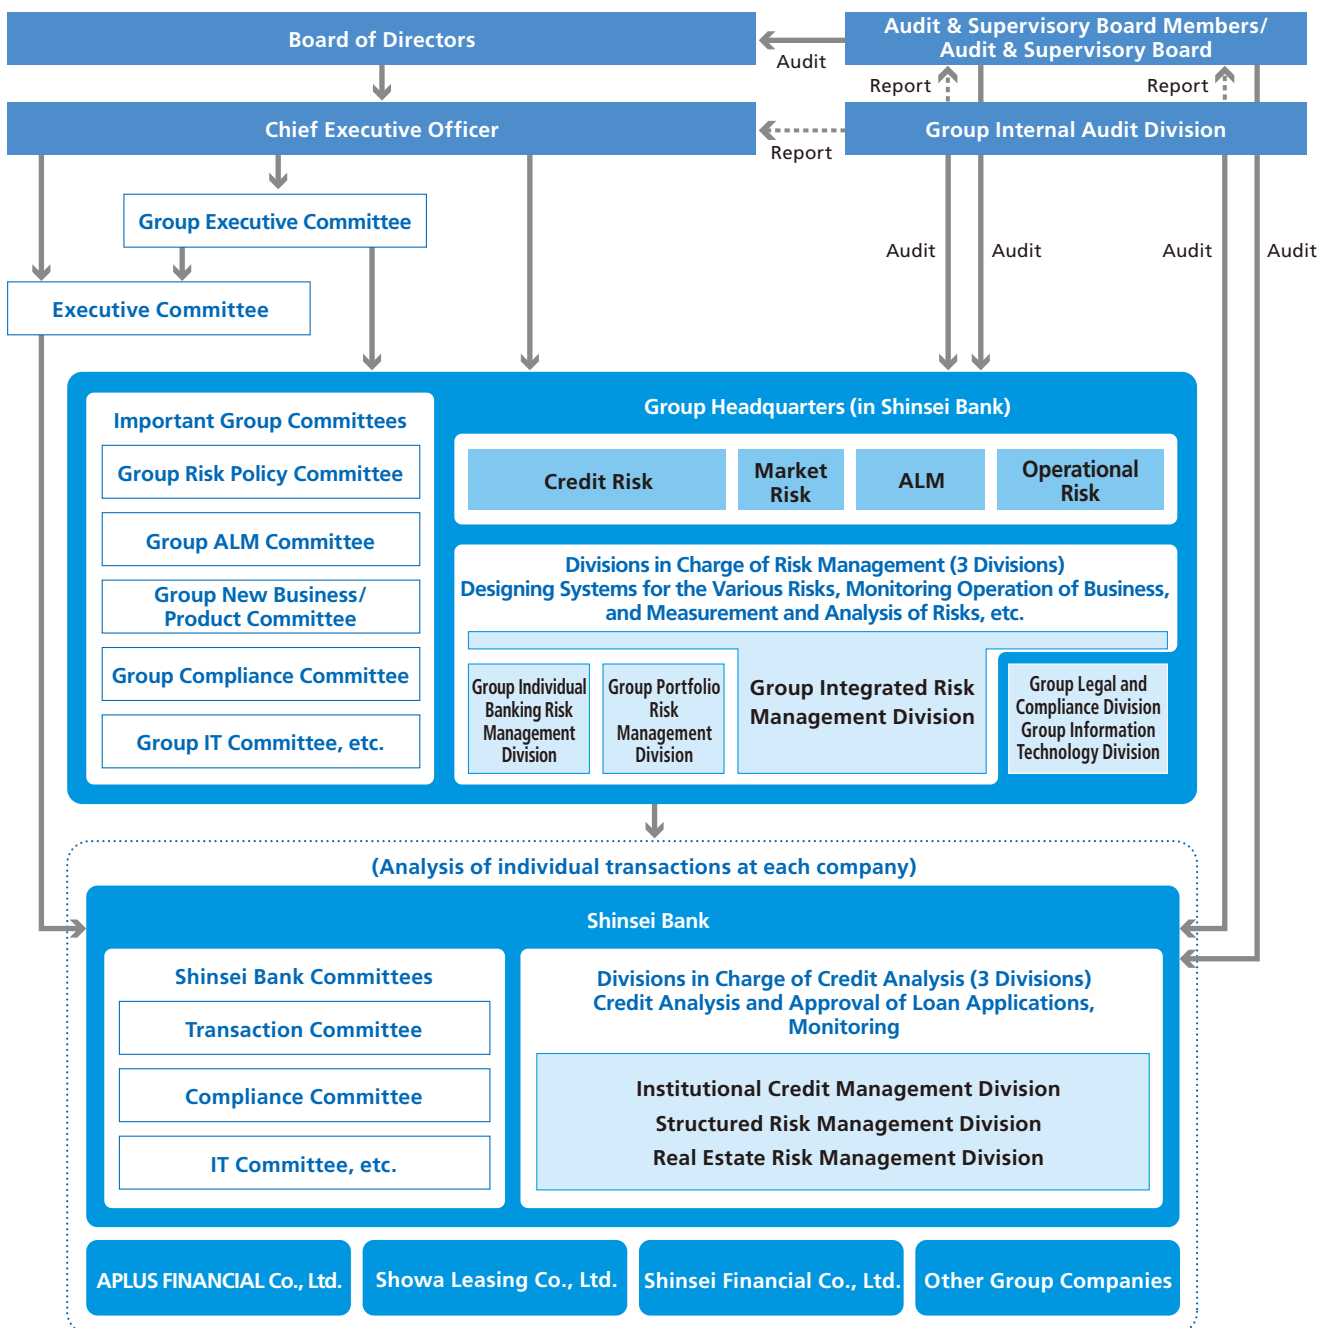 Board of Directors
Audit & Supervisory Board Members/
Audit & Supervisory Board
Audit
Report
Report
Chief Executive Officer
Group Internal Audit Division
Report
Group Executive Committee
Audit
Audit
Audit
Audit
Executive Committee
Important Group Committees
Group Risk Policy Committee
Group ALM Committee
Group New Business/
Product Committee
Group Compliance Committee
Group IT Committee, etc.
Group Headquarters (in Shinsei Bank)
Credit Risk
Market
Risk
ALM
Operational
Risk
Divisions in Charge of Risk Management (3 Divisions)
Designing Systems for the Various Risks, Monitoring Operation of Business,
and Measurement and Analysis of Risks, etc.
Group Individual
Banking Risk
Management
Division
Group Portfolio
Risk
Management
Division
Group Integrated Risk
Management Division
Group Legal and
Compliance Division
Group Information
Technology Division
(Analysis of individual transactions at each company)
Shinsei Bank
Shinsei Bank Committees
Transaction Committee
Compliance Committee
IT Committee, etc.
Divisions in Charge of Credit Analysis (3 Divisions)
Credit Analysis and Approval of Loan Applications,
Monitoring
Institutional Credit Management Division
Structured Risk Management Division
Real Estate Risk Management Division
APLUS FINANCIAL Co., Ltd.
Showa Leasing Co., Ltd.
Shinsei Financial Co., Ltd.
Other Group Companies